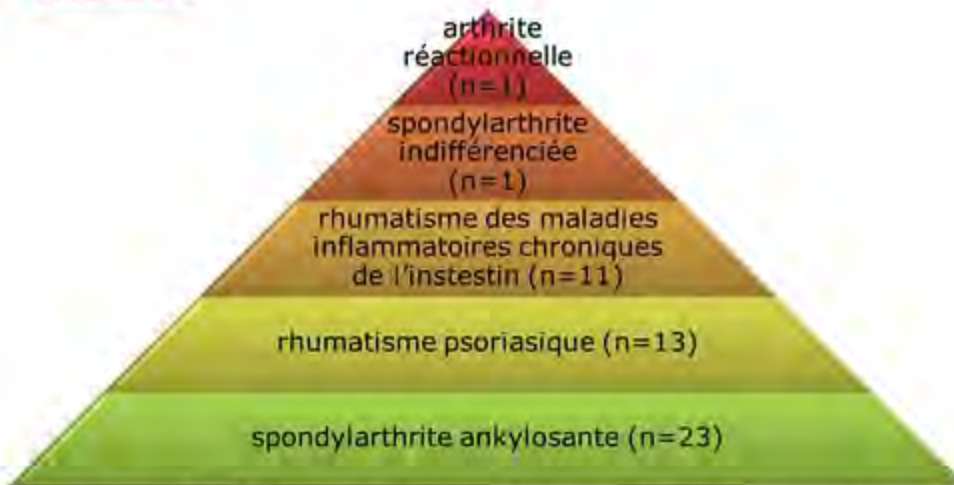 arthrite
réactionnelle
(n=1)
spondylarthrite
indifférenciée
(n=1)
rhumatisme des maladies
inflammatoires chroniques
de l'instestin (n=11)
rhumatisme psoriasique (n=13)
spondylarthrite ankylosante (n=23)